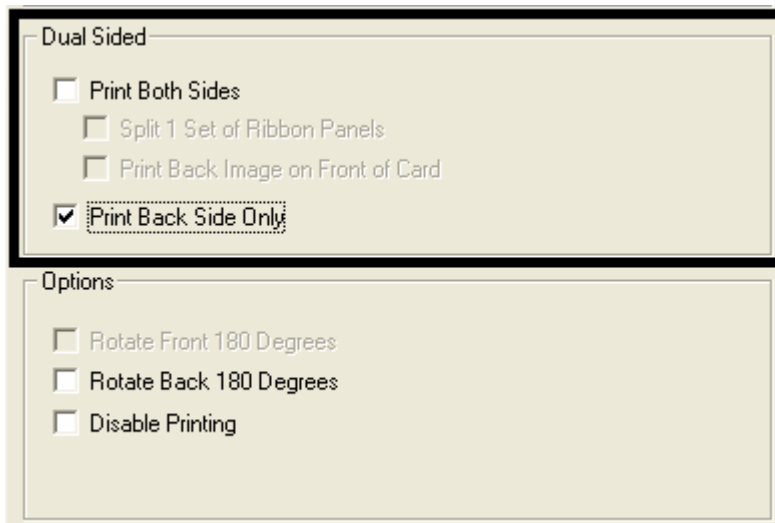 Dual Sided
Print Both Sides
Split 1 Set of Ribbon Panels
Print Back Image on Front of Card
Print Back Side Only
Options
Rotate Front 180 Degrees
Rotate Back 180 Degrees
Disable Printing